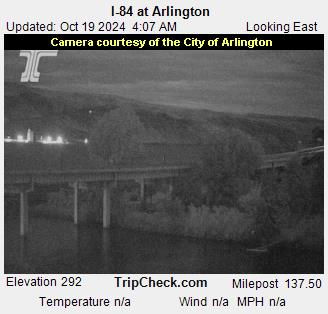 I-84 at Arlington
Updated: Oct 19 2024 4:07 AM Looking East
Camera courtesy of the City of Arlington
Elevation 292 TripCheck.com Milepost 137.50
Temperature n/a Wind n/a MPH n/a